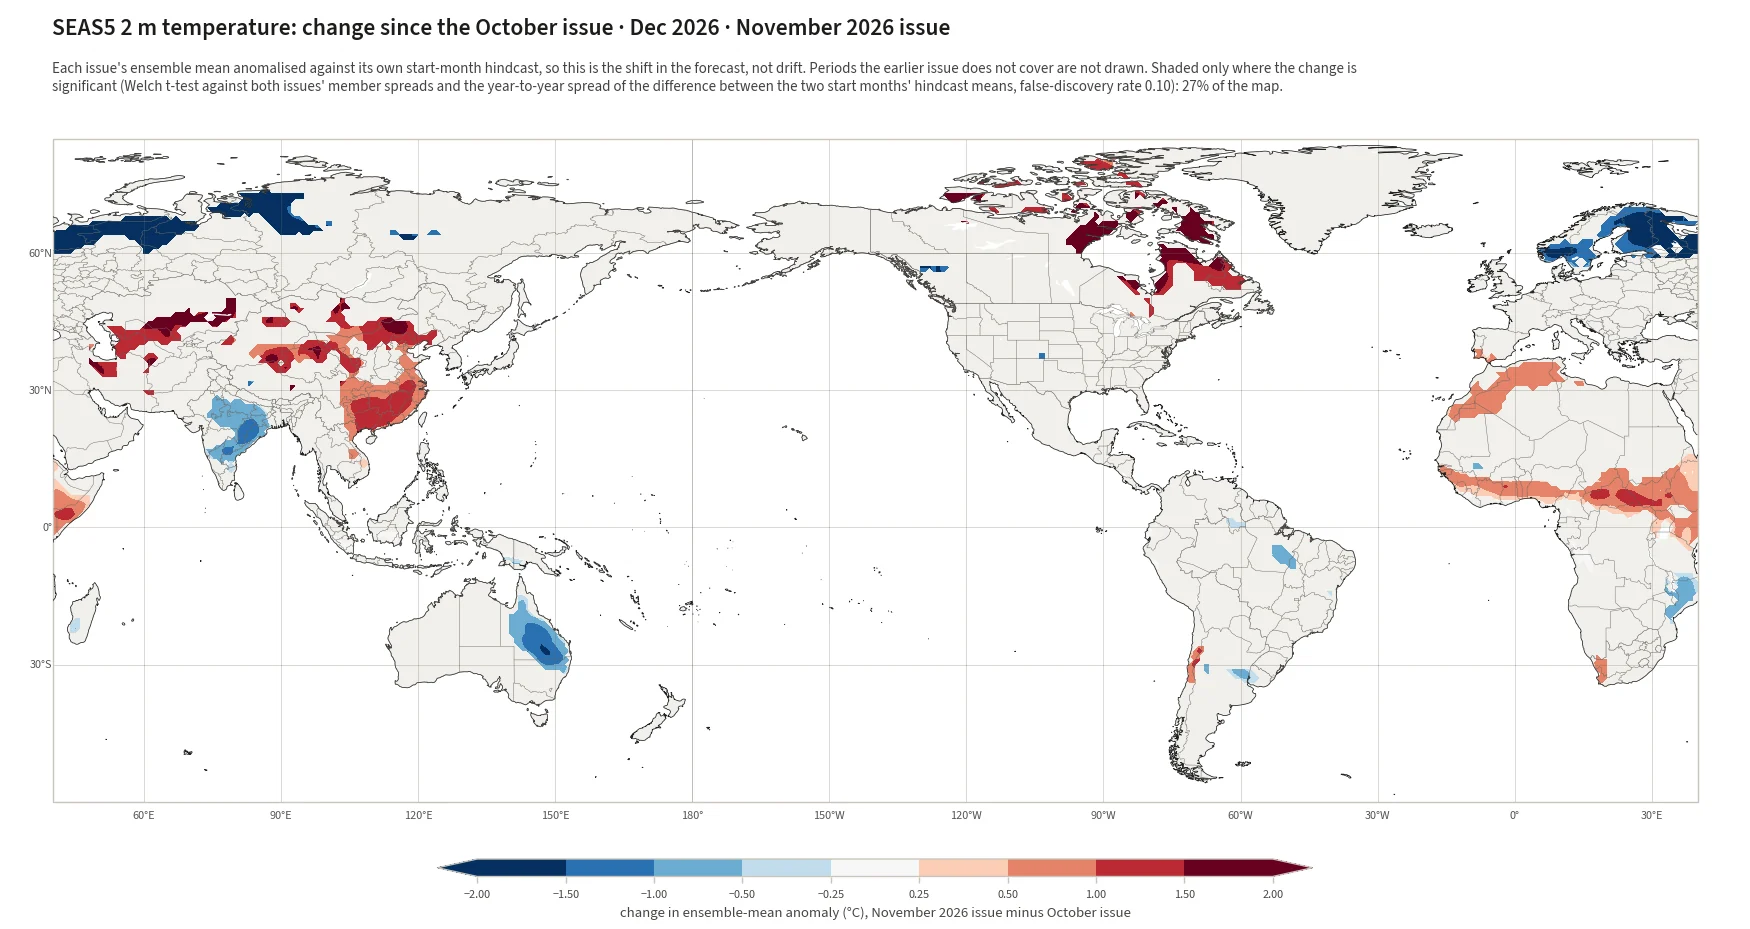 SEAS5 2 m temperature: change since the October issue · Dec 2026 · November 2026 issue
Each issue's ensemble mean anomalised against its own start-month hindcast, so this is the shift in the forecast, not drift. Periods the earlier issue does not cover are not drawn. Shaded only where the change is
significant (Welch t-test against both issues' member spreads and the year-to-year spread of the difference between the two start months' hindcast means, false-discovery rate 0.10): 27% of the map.
60°N
30°N
0°
30°S
60°E 90°E 120°E 150°E 180° 150°W 120°W 90°W 60°W 30°W 0° 30°E
−2.00 −1.50 −1.00 −0.50 −0.25 0.25 0.50 1.00 1.50 2.00
change in ensemble-mean anomaly (°C), November 2026 issue minus October issue